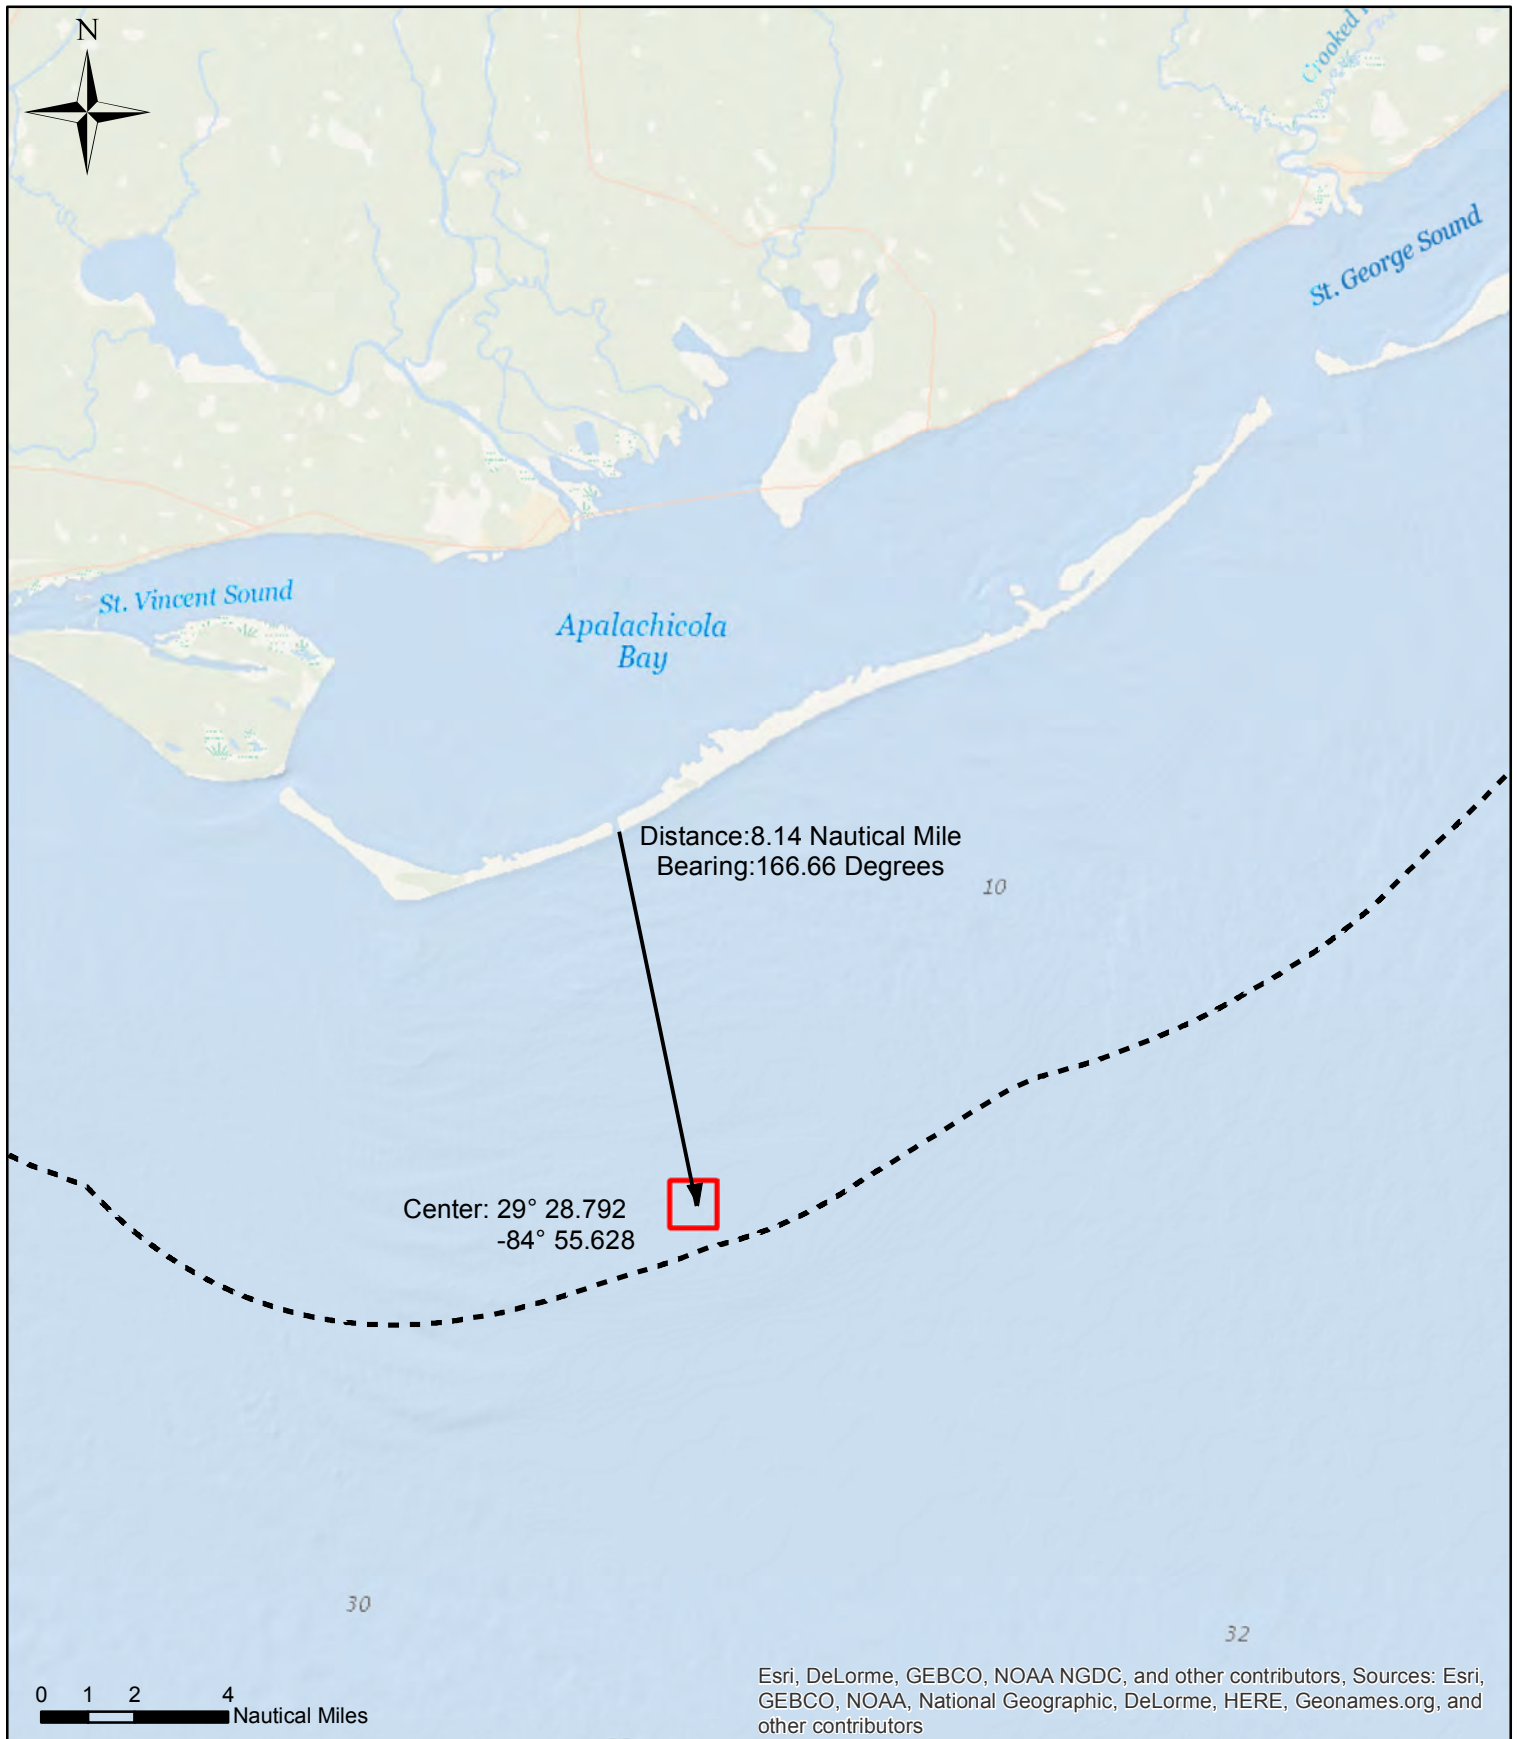 N
Crooked
St. George Sound
St. Vincent Sound
Apalachicola
Bay
Distance:8.14 Nautical Mile
Bearing:166.66 Degrees
10
Center: 29° 28.792
-84° 55.628
30
32
0 1 2 4
Nautical Miles
Esri, DeLorme, GEBCO, NOAA NGDC, and other contributors, Sources: Esri,
GEBCO, NOAA, National Geographic, DeLorme, HERE, Geonames.org, and
other contributors